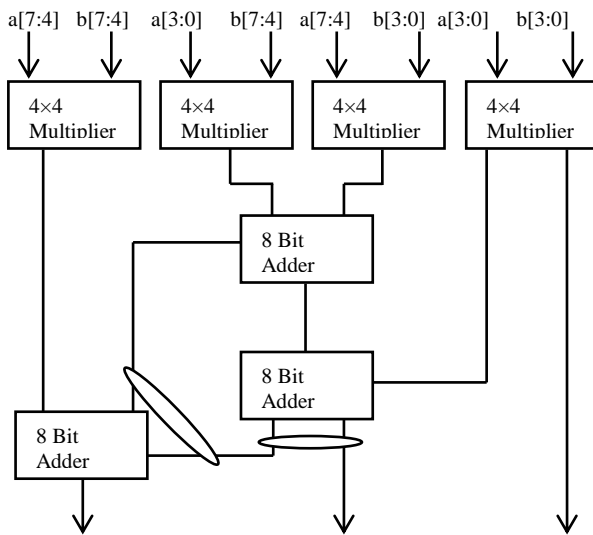 a[7:4] b[7:4] a[3:0] b[7:4] a[7:4] b[3:0] a[3:0] b[3:0]
4×4
Multiplier
4×4
Multiplier
4×4
Multiplier
4×4
Multiplier
8 Bit
Adder
8 Bit
Adder
8 Bit
Adder